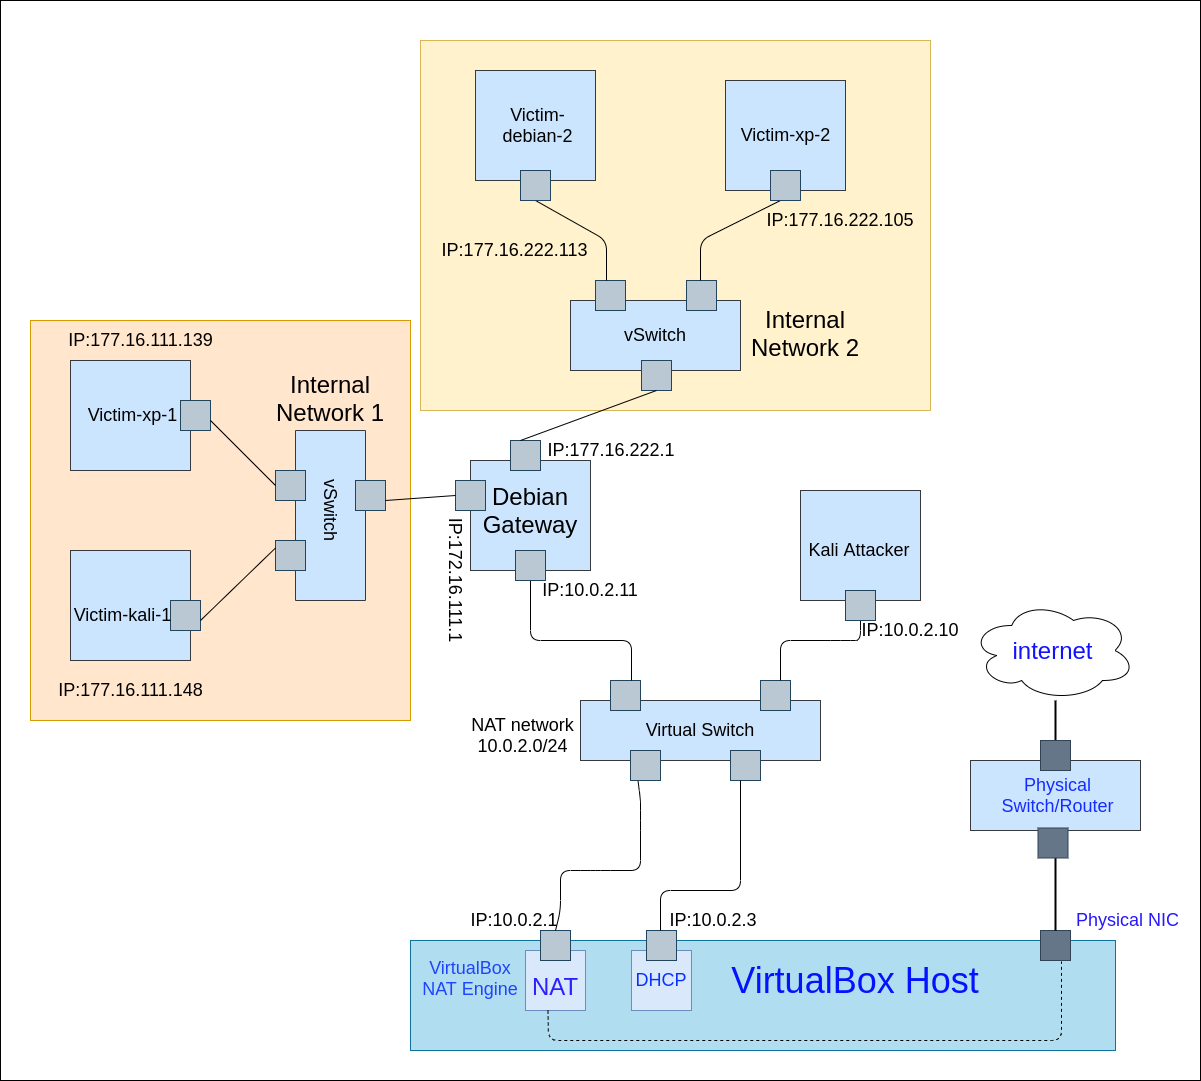 Victim-
debian-2
Victim-xp-2
IP:177.16.222.105
IP:177.16.222.113
vSwitch
Internal
Network 2
IP:177.16.111.139
Victim-xp-1
Internal
Network 1
vSwitch
Victim-kali-1
IP:177.16.111.148
IP:177.16.222.1
Debian
Gateway
IP:172.16.111.1
IP:10.0.2.11
Kali Attacker
IP:10.0.2.10
internet
NAT network
10.0.2.0/24
Virtual Switch
Physical
Switch/Router
IP:10.0.2.1
IP:10.0.2.3
Physical NIC
VirtualBox
NAT Engine
NAT
DHCP
VirtualBox Host